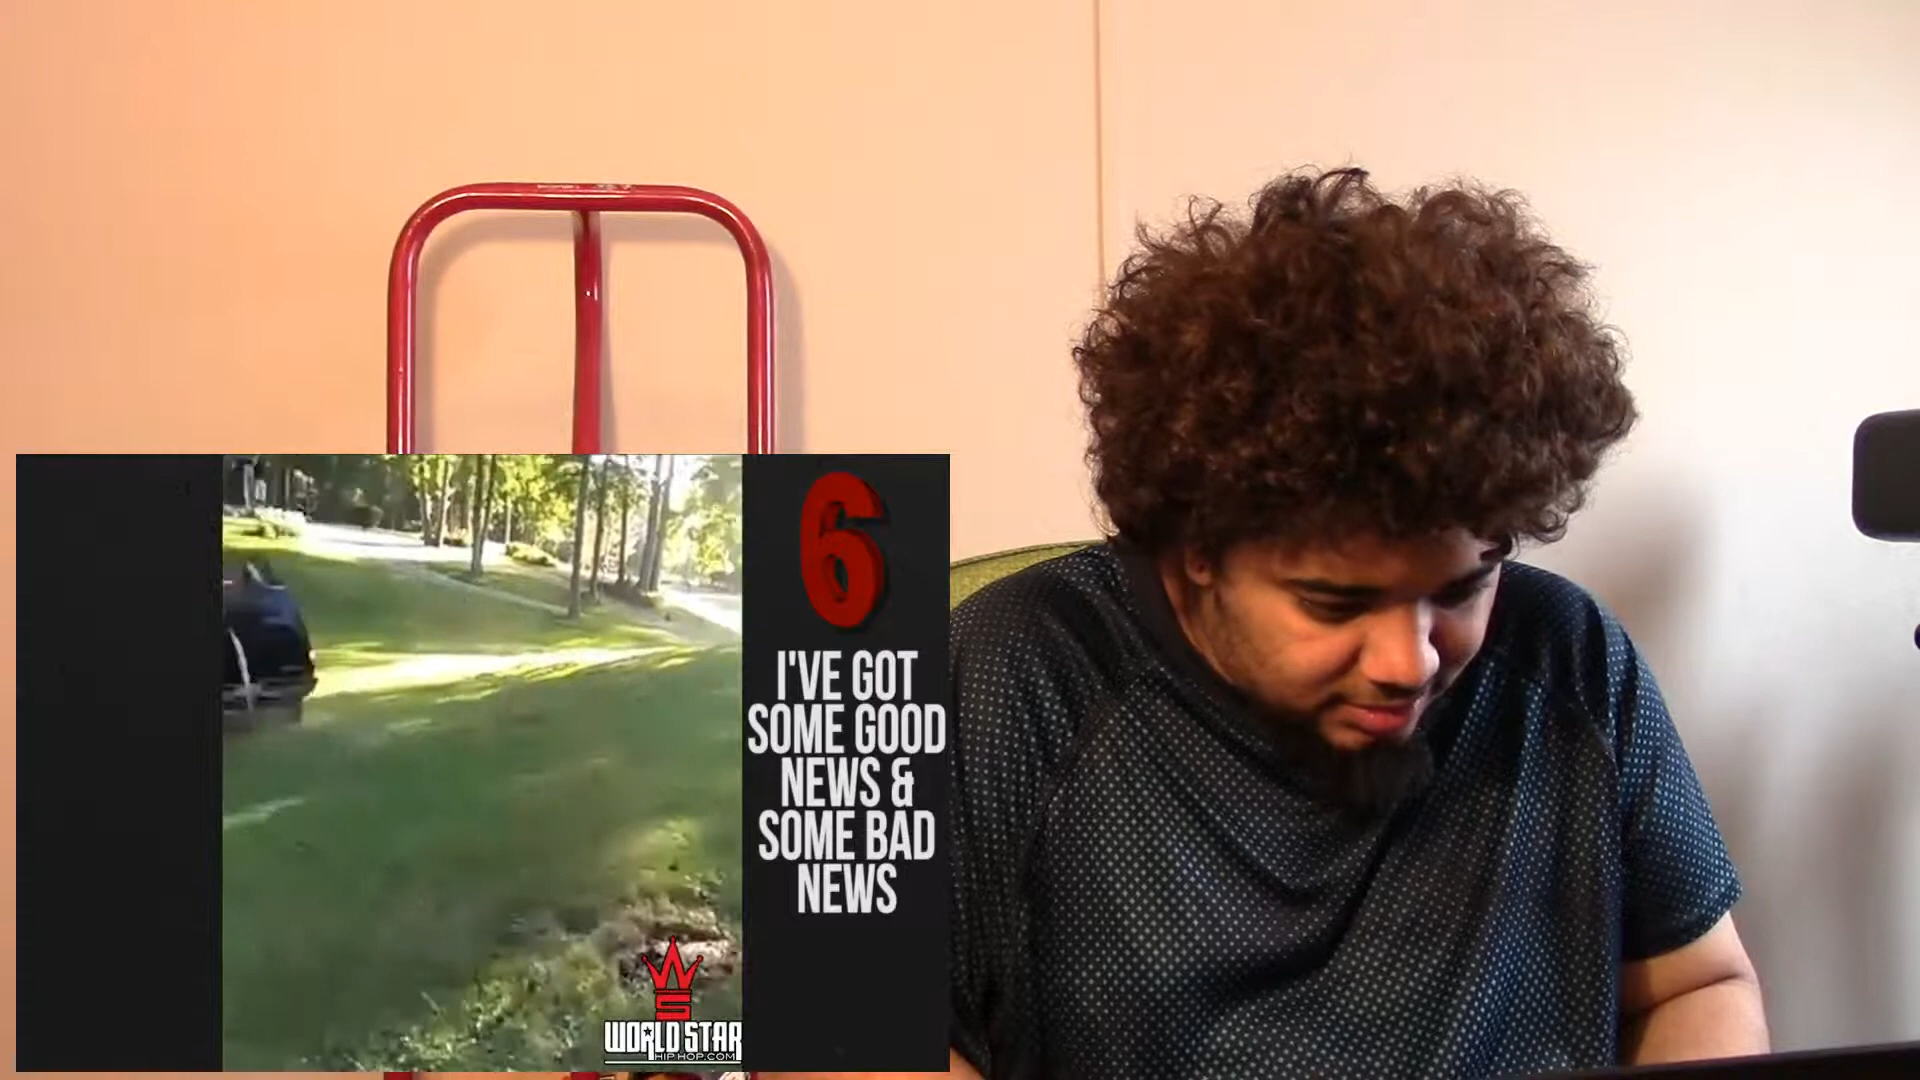 6
I'VE GOT
SOME GOOD
NEWS &
SOME BAD
NEWS
WORLD STAR
HIPHOP.COM